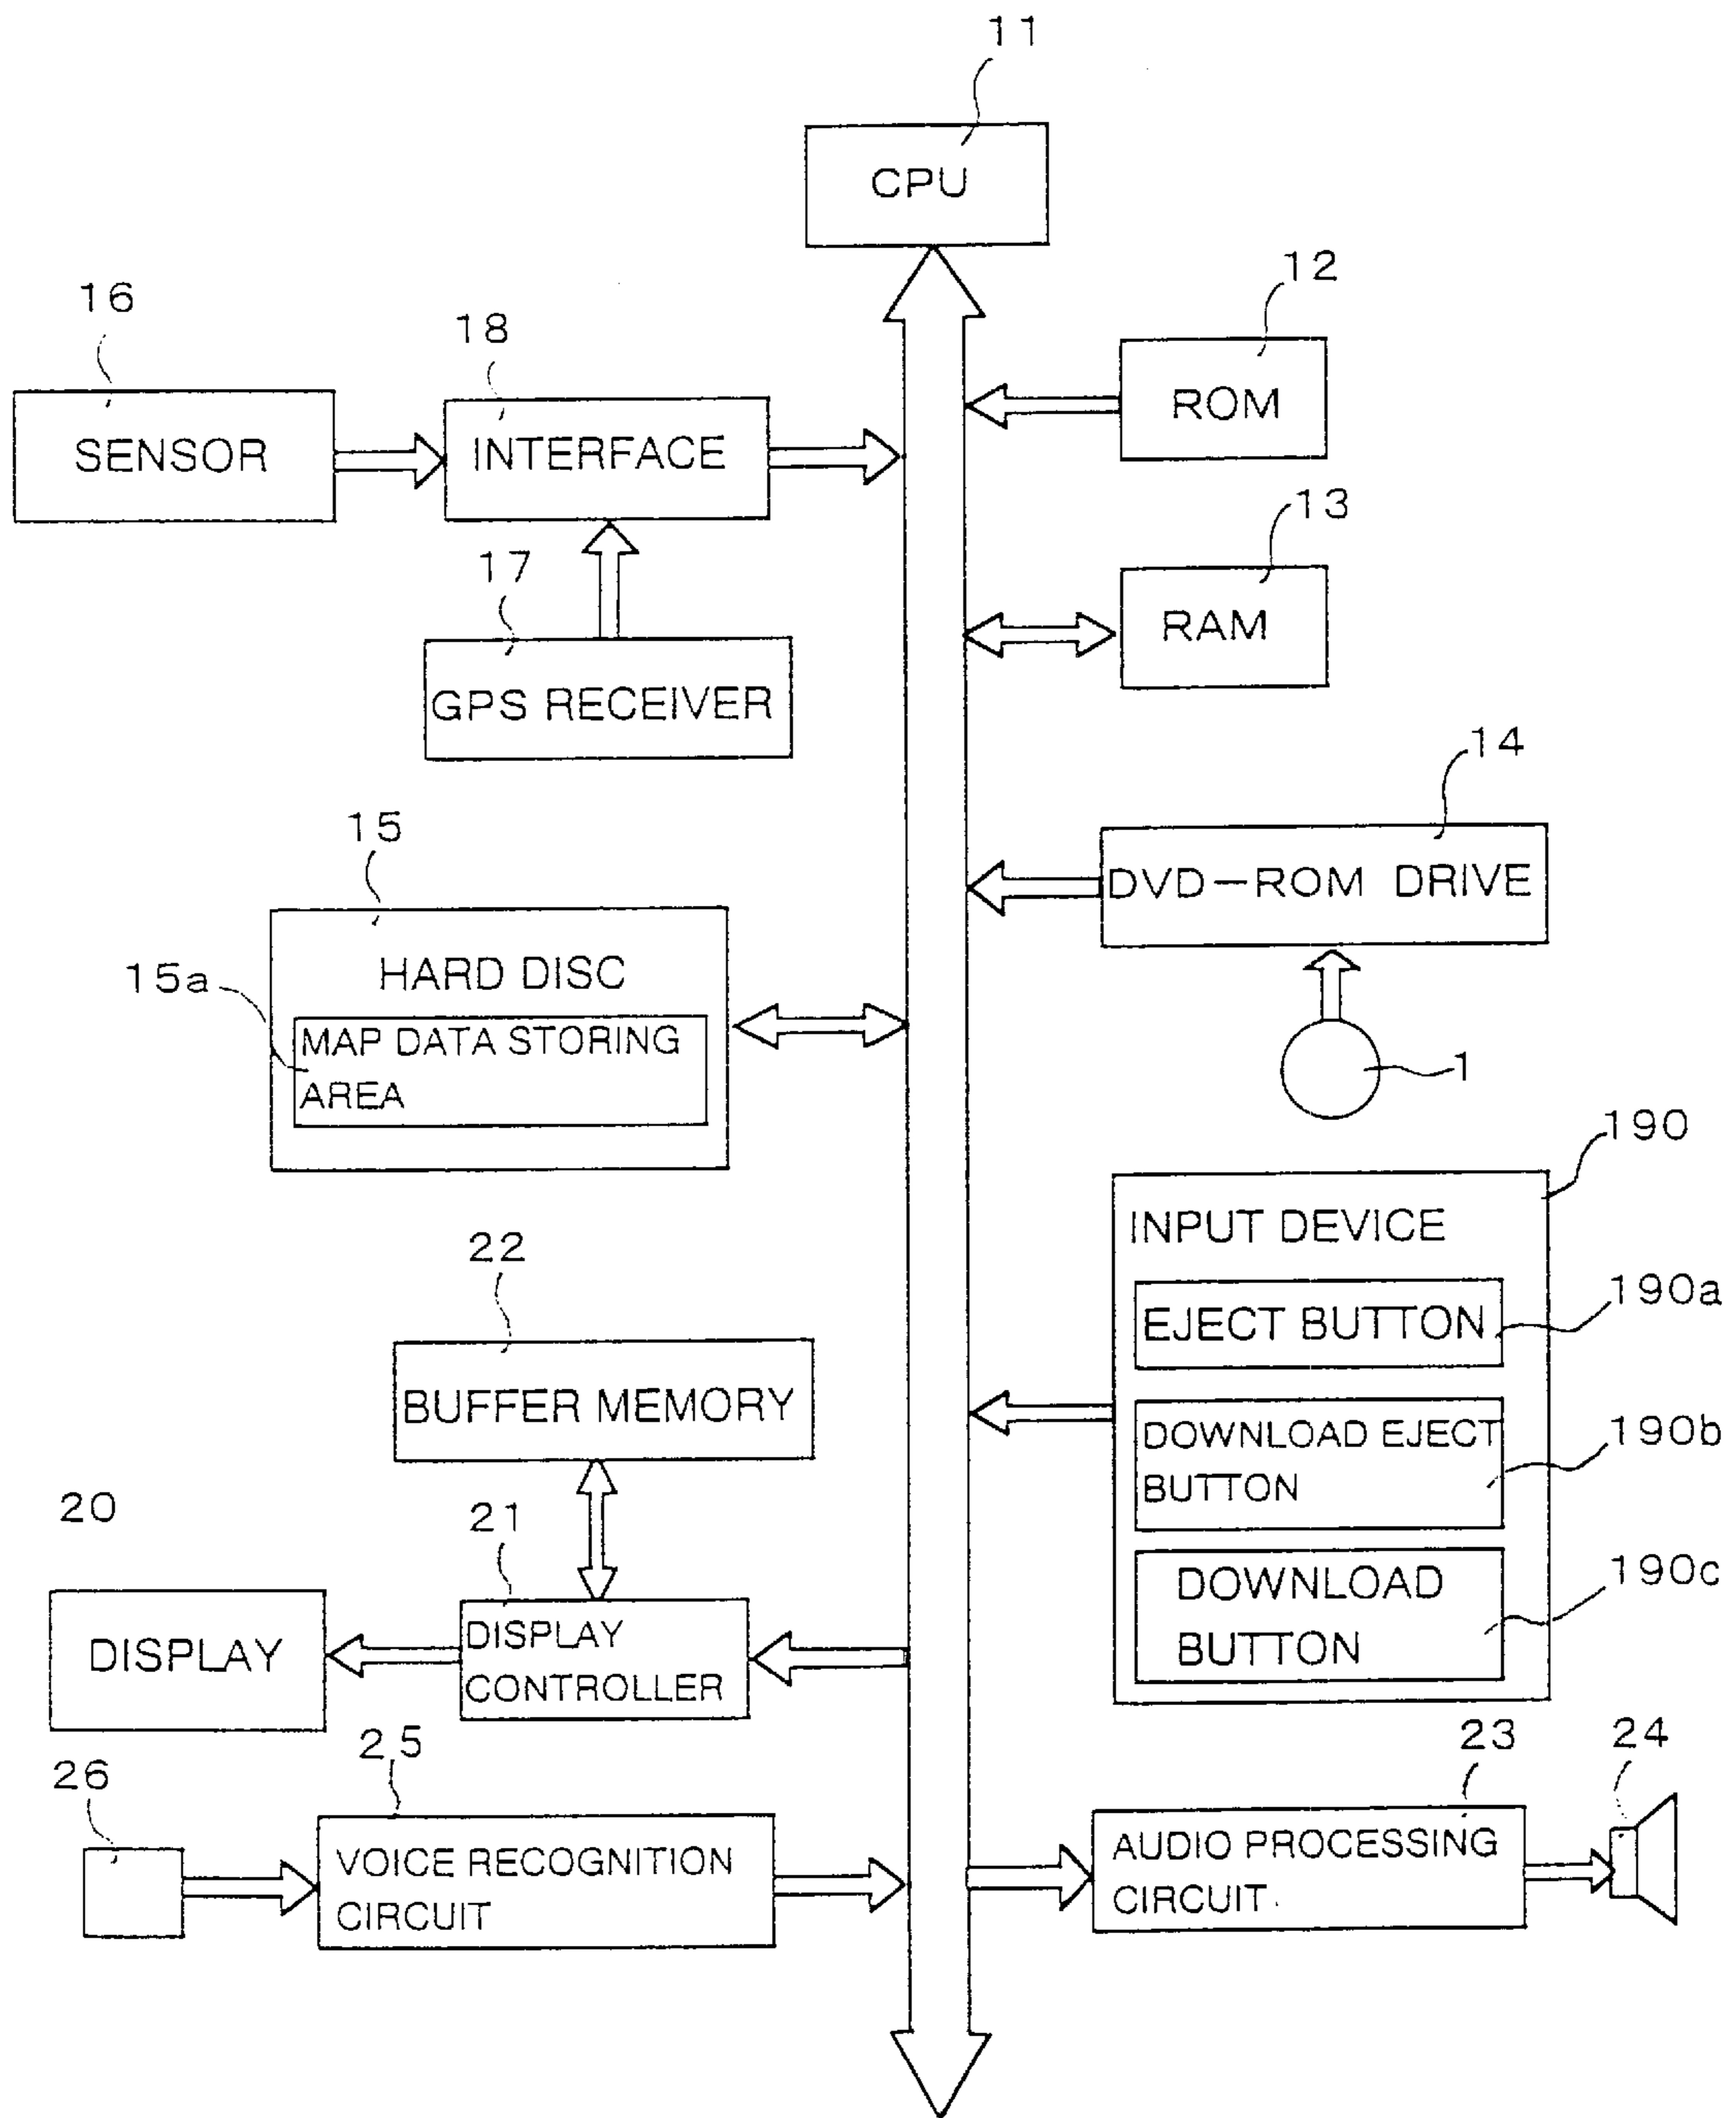 11
CPU
12
ROM
16
SENSOR
18
INTERFACE
13
RAM
17
GPS RECEIVER
14
DVD-ROM DRIVE
1
15
HARD DISC
15a
MAP DATA STORING
AREA
190
INPUT DEVICE
190a
EJECT BUTTON
190b
DOWNLOAD EJECT
BUTTON
190c
DOWNLOAD
BUTTON
22
BUFFER MEMORY
20
DISPLAY
21
DISPLAY
CONTROLLER
26
25
VOICE RECOGNITION
CIRCUIT
23
AUDIO PROCESSING
CIRCUIT
24